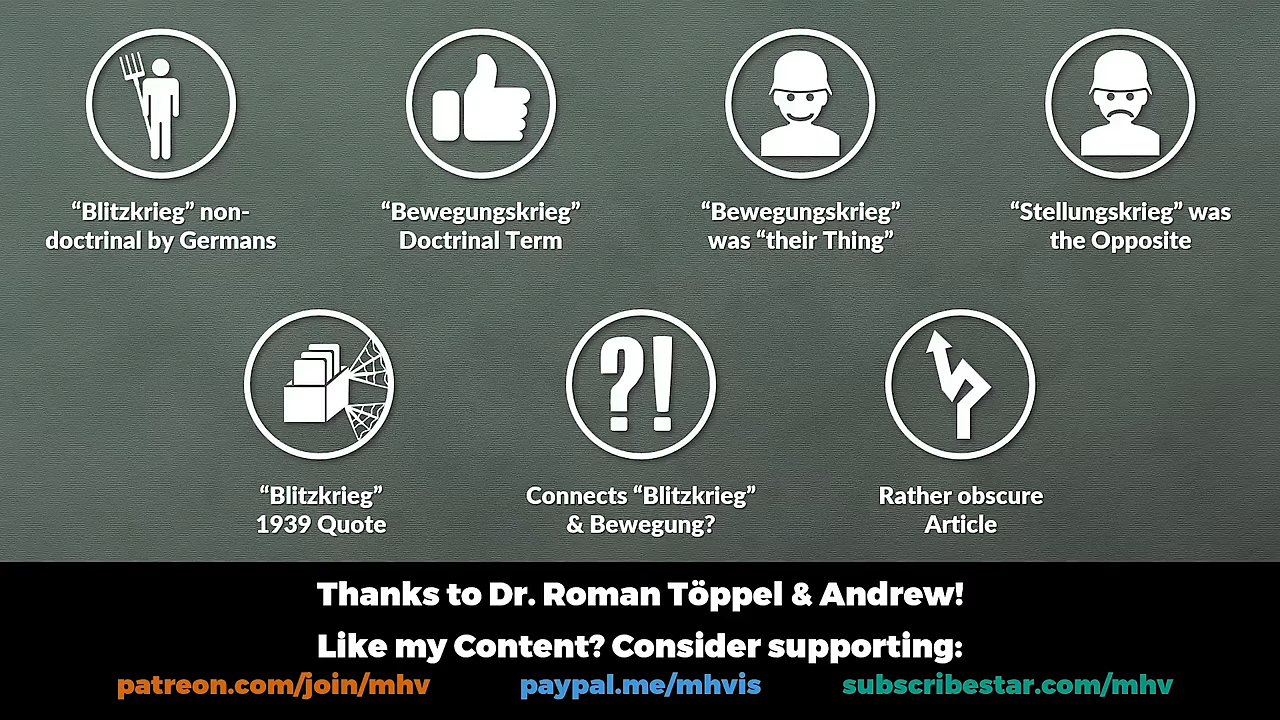 “Blitzkrieg” non-
doctrinal by Germans
“Bewegungskrieg”
Doctrinal Term
“Bewegungskrieg”
was “their Thing”
“Stellungskrieg” was
the Opposite
?!
“Blitzkrieg”
1939 Quote
Connects “Blitzkrieg”
& Bewegung?
Rather obscure
Article
Thanks to Dr. Roman Töppel & Andrew!
Like my Content? Consider supporting:
patreon.com/join/mhv paypal.me/mhvis subscribestar.com/mhv